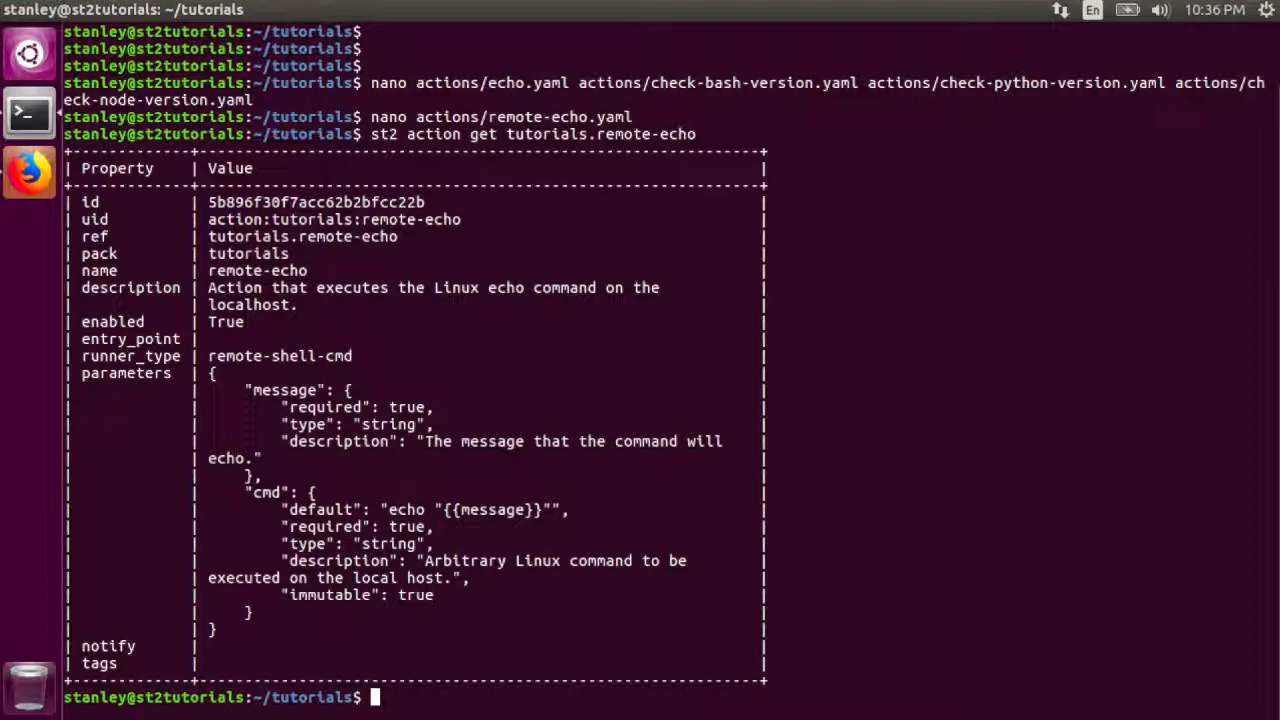 stanley@st2tutorials: ~/tutorials
En
10:36 PM
stanley@st2tutorials:~/tutorials$
stanley@st2tutorials:~/tutorials$
stanley@st2tutorials:~/tutorials$
stanley@st2tutorials:~/tutorials$ nano actions/echo.yaml actions/check-bash-version.yaml actions/check-python-version.yaml actions/ch
eck-node-version.yaml
stanley@st2tutorials:~/tutorials$ nano actions/remote-echo.yaml
stanley@st2tutorials:~/tutorials$ st2 action get tutorials.remote-echo
+-------------+--------------------------------------------------------------+
| Property    | Value                                                        |
+-------------+--------------------------------------------------------------+
| id          | 5b896f30f7acc62b2bfcc22b                                     |
| uid         | action:tutorials:remote-echo                                 |
| ref         | tutorials.remote-echo                                        |
| pack        | tutorials                                                    |
| name        | remote-echo                                                  |
| description | Action that executes the Linux echo command on the           |
|             | localhost.                                                   |
| enabled     | True                                                         |
| entry_point |                                                              |
| runner_type | remote-shell-cmd                                             |
| parameters  | {                                                            |
|             |     "message": {                                             |
|             |         "required": true,                                    |
|             |         "type": "string",                                    |
|             |         "description": "The message that the command will    |
|             | echo."                                                       |
|             |     },                                                       |
|             |     "cmd": {                                                 |
|             |         "default": "echo "{{message}}"",                     |
|             |         "required": true,                                    |
|             |         "type": "string",                                    |
|             |         "description": "Arbitrary Linux command to be        |
|             | executed on the local host.",                                |
|             |         "immutable": true                                    |
|             |     }                                                        |
|             | }                                                            |
| notify      |                                                              |
| tags        |                                                              |
+-------------+--------------------------------------------------------------+
stanley@st2tutorials:~/tutorials$